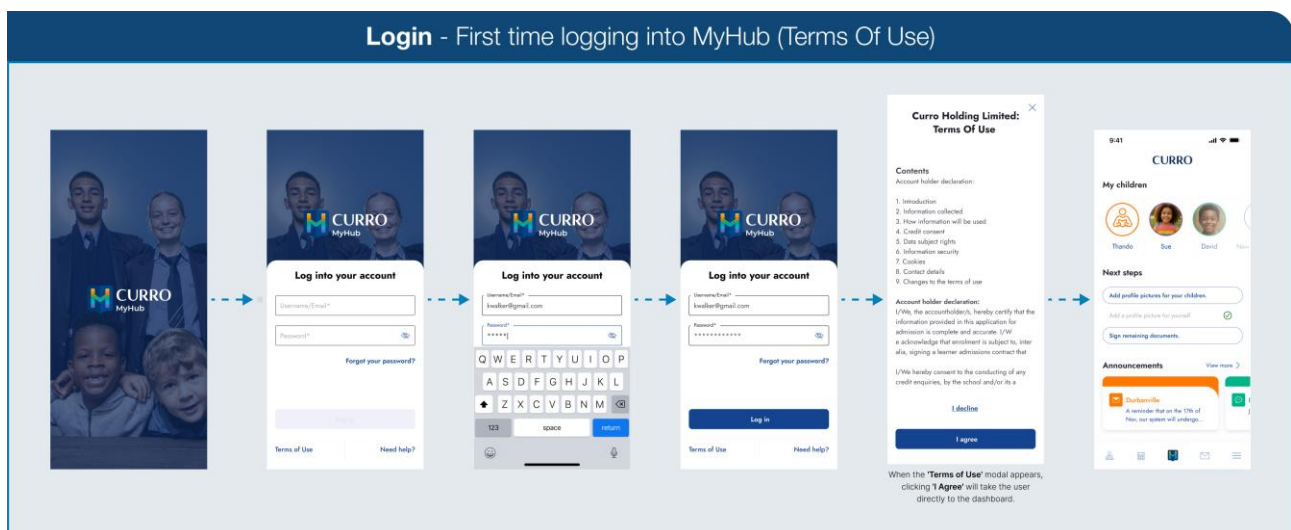 Login - First time logging into MyHub (Terms Of Use)
CURRO
MyHub
CURRO
MyHub
Log into your account
Username/Email*
Password*
Forgot your password?
Terms of Use
Need help?
CURRO
MyHub
Log into your account
Username/Email*
kwalker@gmail.com
Password*
*****
Q W E R T Y U I O P
A S D F G H J K L
Z X C V B N M
123
space
return
CURRO
MyHub
Log into your account
Username/Email*
kwalker@gmail.com
Password*
************
Forgot your password?
Log in
Terms of Use
Need help?
Curro Holding Limited:
Terms Of Use
Contents
Account holder declaration:
1. Introduction
2. Information collected
3. How information will be used
4. Credit consent
5. Data subject rights
6. Information security
7. Cookies
8. Contact details
9. Changes to the terms of use
Account holder declaration:
I/We, the accountholder/s, hereby certify that the
information provided in this application for
admission is complete and accurate. I/W
e acknowledge that enrolment is subject to, inter
alia, signing a learner admissions contract that
I/We hereby consent to the conducting of any
credit enquiries, by the school and/or its a
I decline
I agree
When the 'Terms of Use' modal appears,
clicking 'I Agree' will take the user
directly to the dashboard.
9:41
CURRO
My children
Thando
Sue
David
Next steps
Add profile pictures for your children.
Add a profile picture for yourself
Sign remaining documents.
Announcements
View more
Durbanville
A reminder that on the 17th of
Nov, our system will undergo...